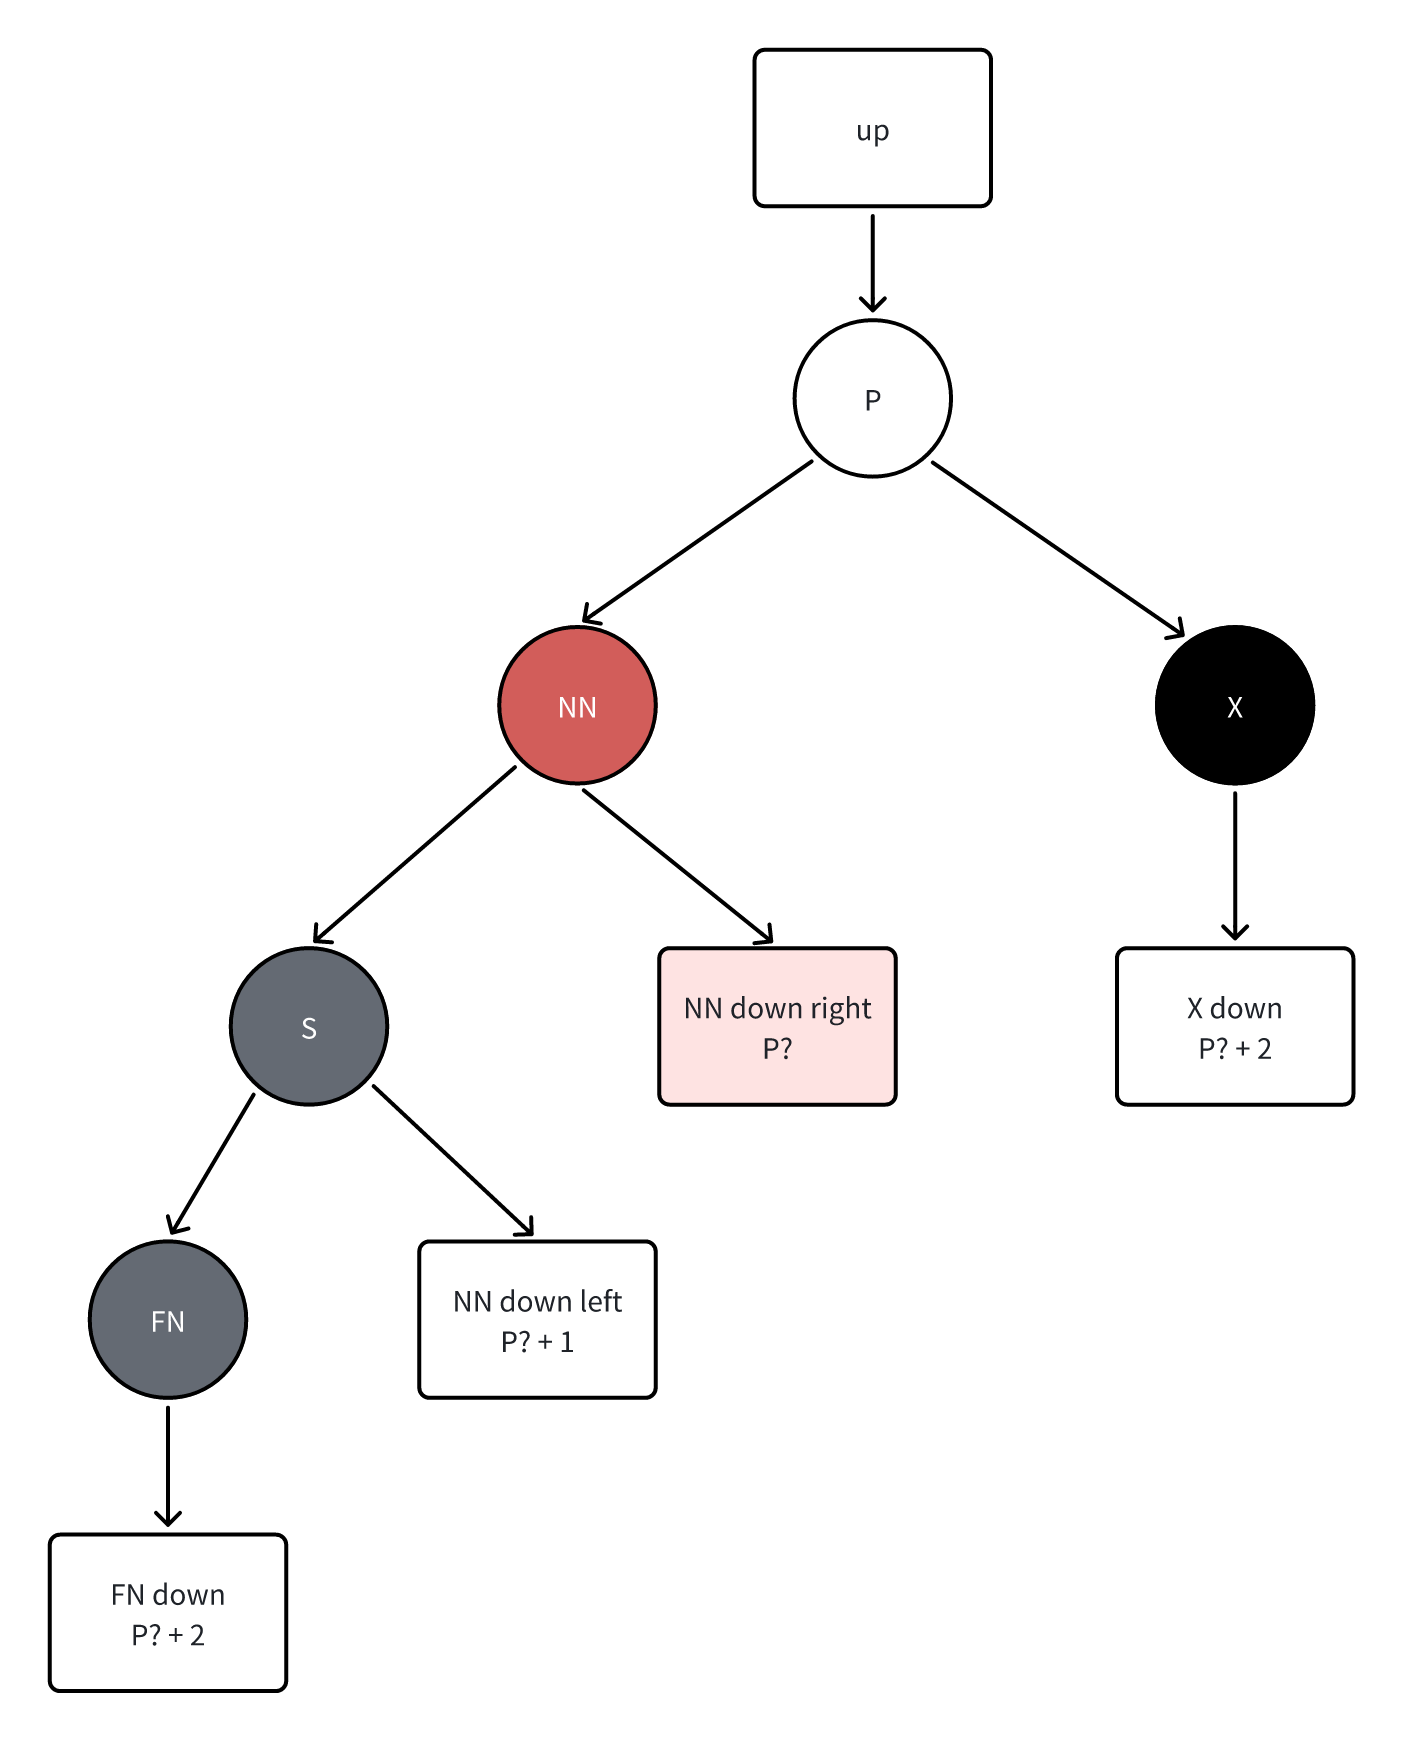 up
P
NN
X
S
NN down right
P?
X down
P? + 2
FN
NN down left
P? + 1
FN down
P? + 2